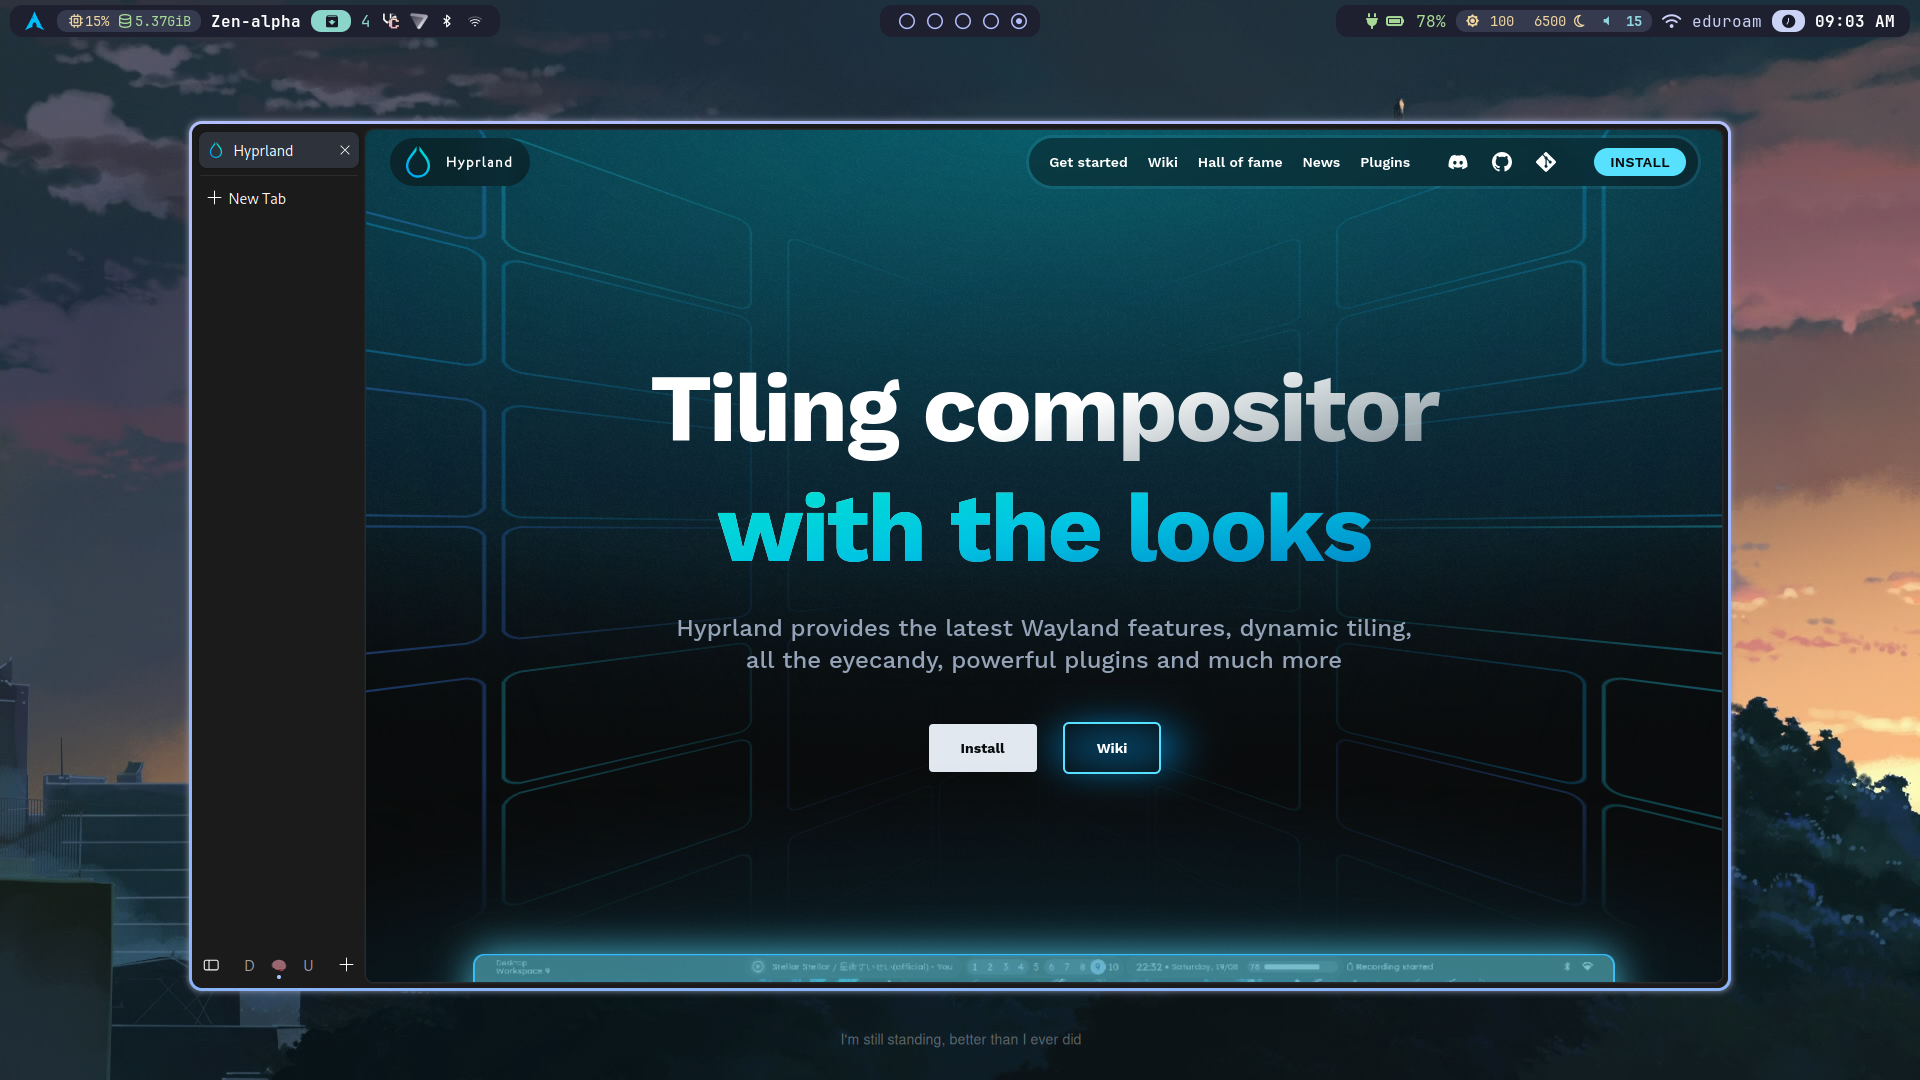 15% 5.37GiB Zen-alpha 4
78% 100 6500 15 eduroam 09:03 AM
Hyprland
New Tab
Hyprland
Get started Wiki Hall of fame News Plugins INSTALL
Tiling compositor
with the looks
Hyprland provides the latest Wayland features, dynamic tiling,
all the eyecandy, powerful plugins and much more
Install Wiki
D U
Desktop
Workspace 9
Stellar Stellar / (official) - You
1 2 3 4 5 6 7 8 9 10
22:32 • Saturday, 19/08 78 Recording started
I'm still standing, better than I ever did